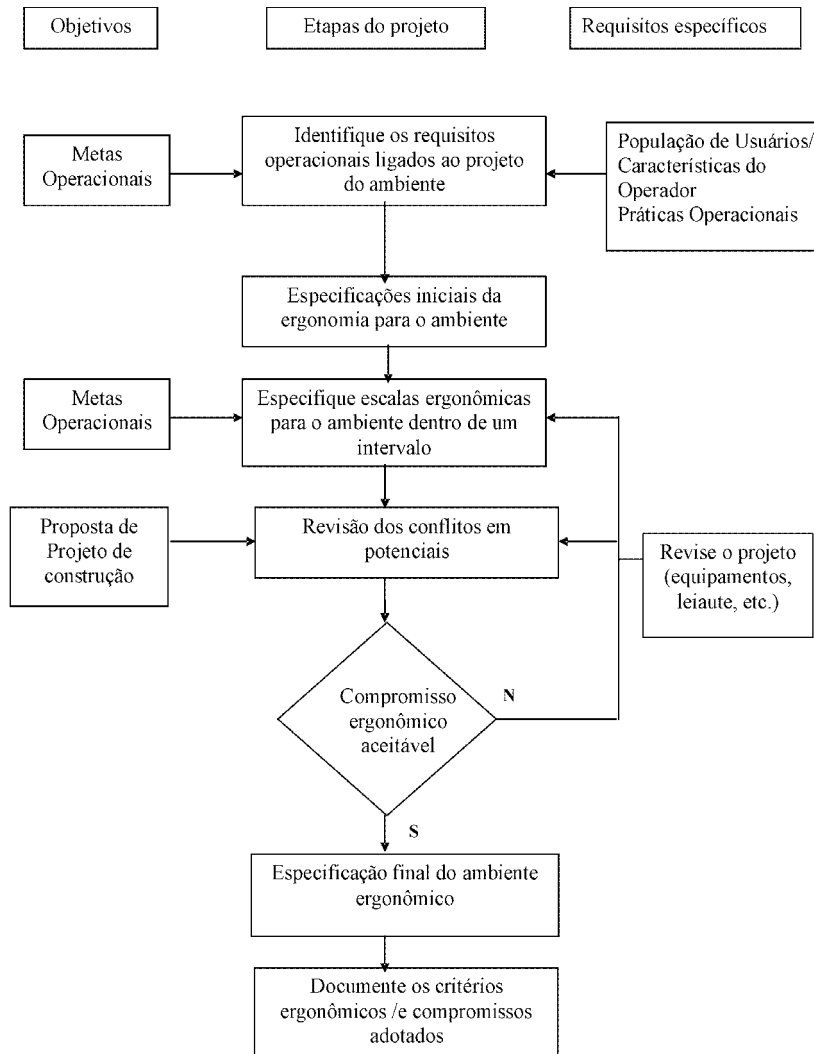 Objetivos
Etapas do projeto
Requisitos específicos
Metas
Operacionais
Identifique os requisitos
operacionais ligados ao projeto
do ambiente
População de Usuários/
Características do
Operador
Práticas Operacionais
Especificações iniciais da
ergonomia para o ambiente
Metas
Operacionais
Especifique escalas ergonômicas
para o ambiente dentro de um
intervalo
Proposta de
Projeto de
construção
Revisão dos conflitos em
potenciais
Revise o projeto
(equipamentos,
leiaute, etc.)
Compromisso
ergonômico
aceitável
N
S
Especificação final do ambiente
ergonômico
Documente os critérios
ergonômicos /e compromissos
adotados